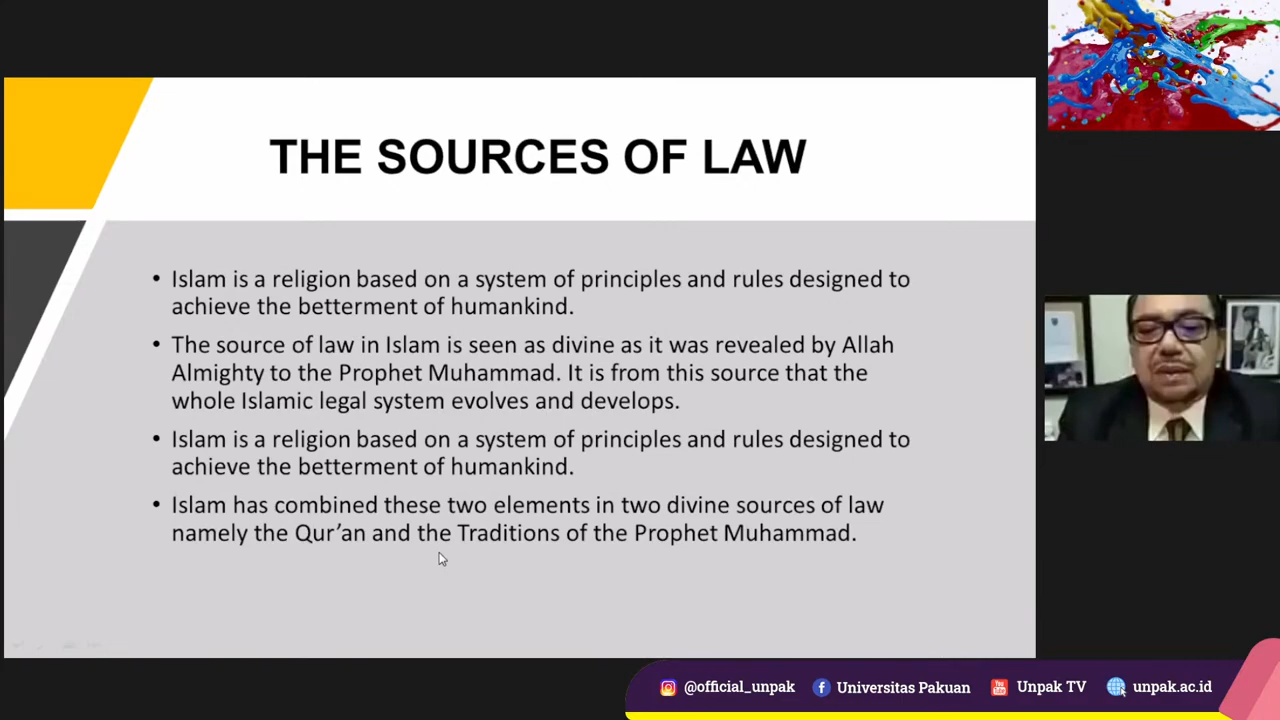 THE SOURCES OF LAW
• Islam is a religion based on a system of principles and rules designed to
achieve the betterment of humankind.
• The source of law in Islam is seen as divine as it was revealed by Allah
Almighty to the Prophet Muhammad. It is from this source that the
whole Islamic legal system evolves and develops.
• Islam is a religion based on a system of principles and rules designed to
achieve the betterment of humankind.
• Islam has combined these two elements in two divine sources of law
namely the Qur’an and the Traditions of the Prophet Muhammad.
@official_unpak Universitas Pakuan Unpak TV unpak.ac.id